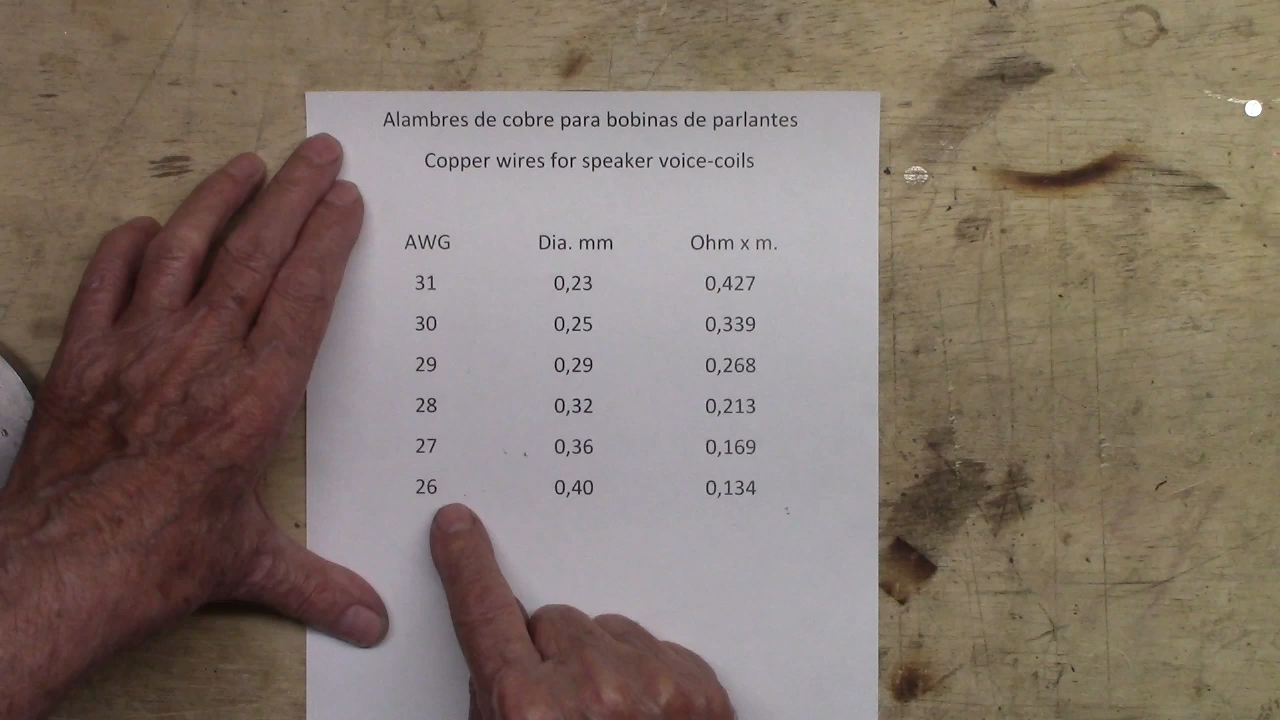 Alambres de cobre para bobinas de parlantes
Copper wires for speaker voice-coils
AWG Dia. mm Ohm x m.
31 0,23 0,427
30 0,25 0,339
29 0,29 0,268
28 0,32 0,213
27 0,36 0,169
26 0,40 0,134